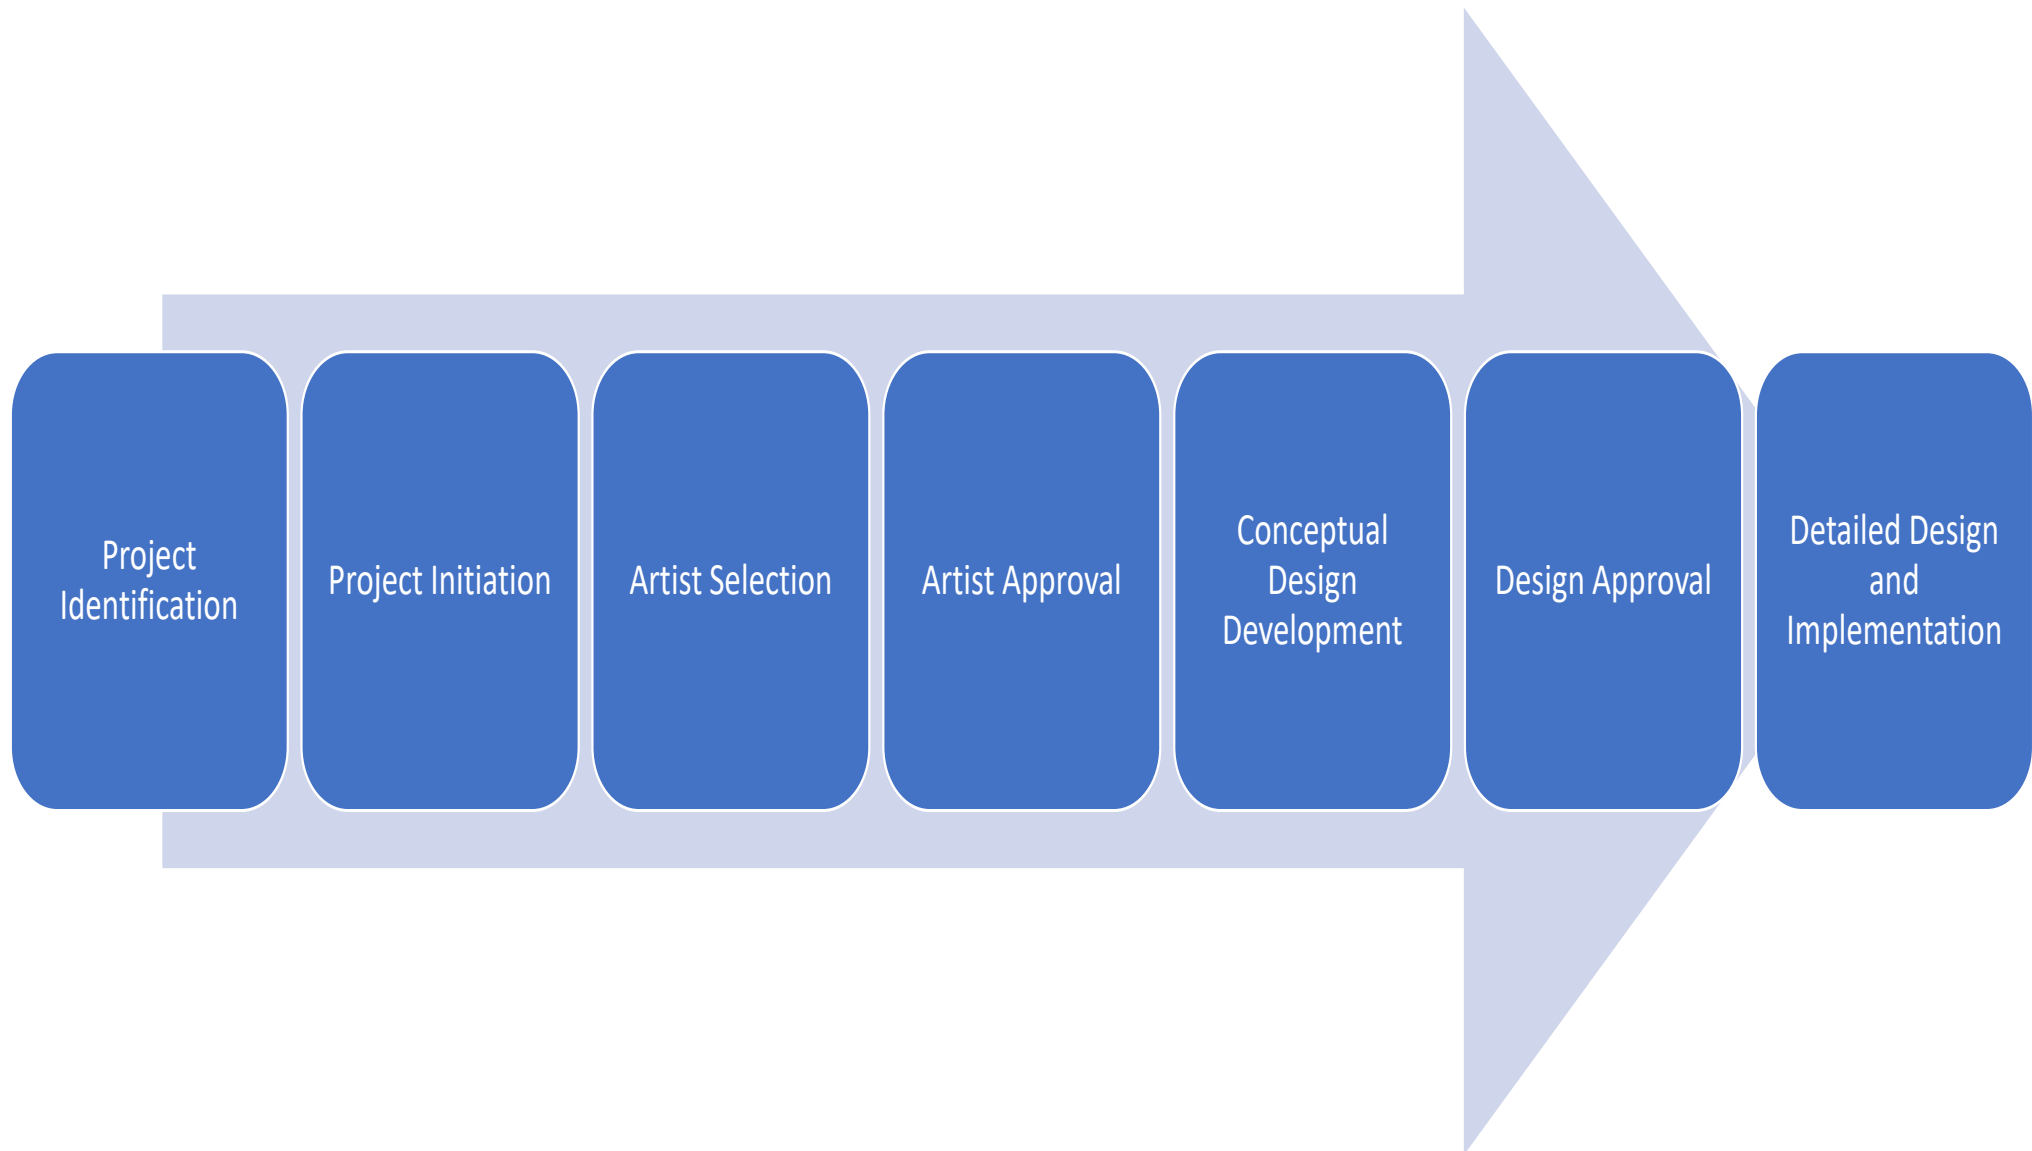 Project
Identification
Project Initiation
Artist Selection
Artist Approval
Conceptual
Design
Development
Design Approval
Detailed Design
and
Implementation